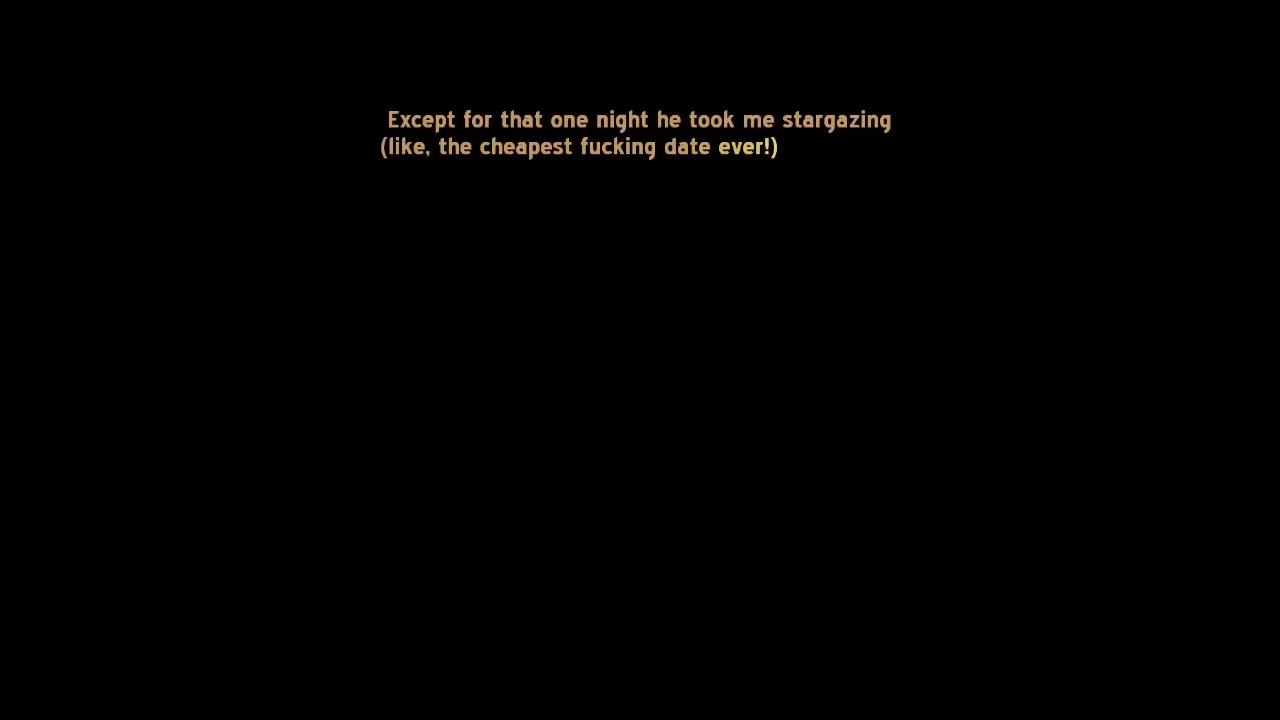 Except for that one night he took me stargazing
(like, the cheapest fucking date ever!)